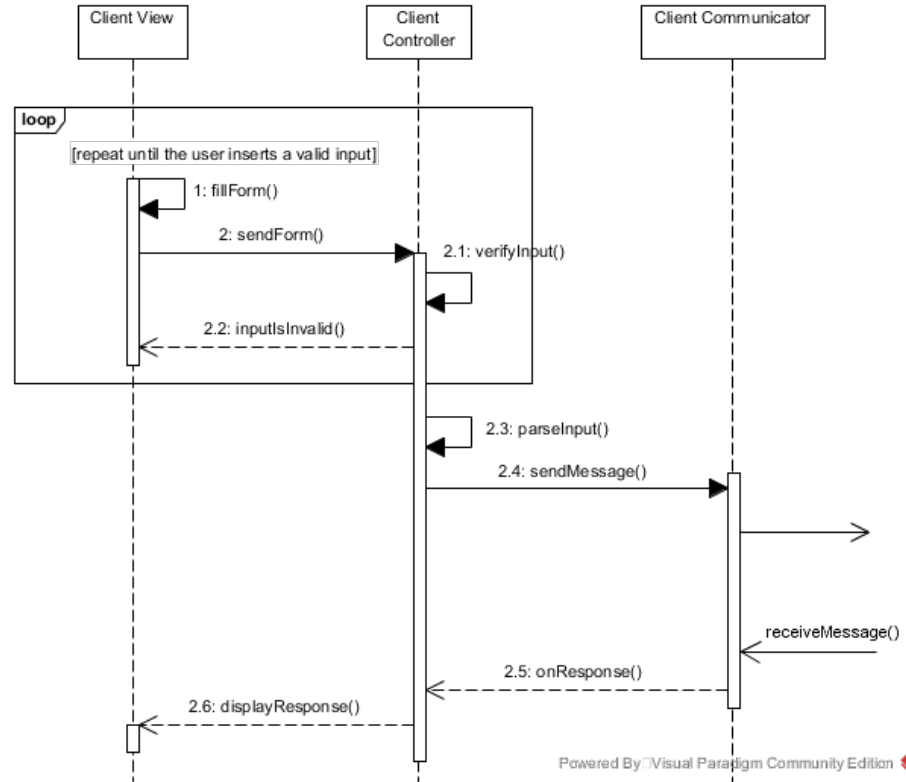 Client View
Client
Controller
Client Communicator
loop
[repeat until the user inserts a valid input]
1: fillForm()
2: sendForm()
2.1: verifyInput()
2.2: inputIsInvalid()
2.3: parseInput()
2.4: sendMessage()
receiveMessage()
2.5: onResponse()
2.6: displayResponse()
Powered By Visual Paradigm Community Edition